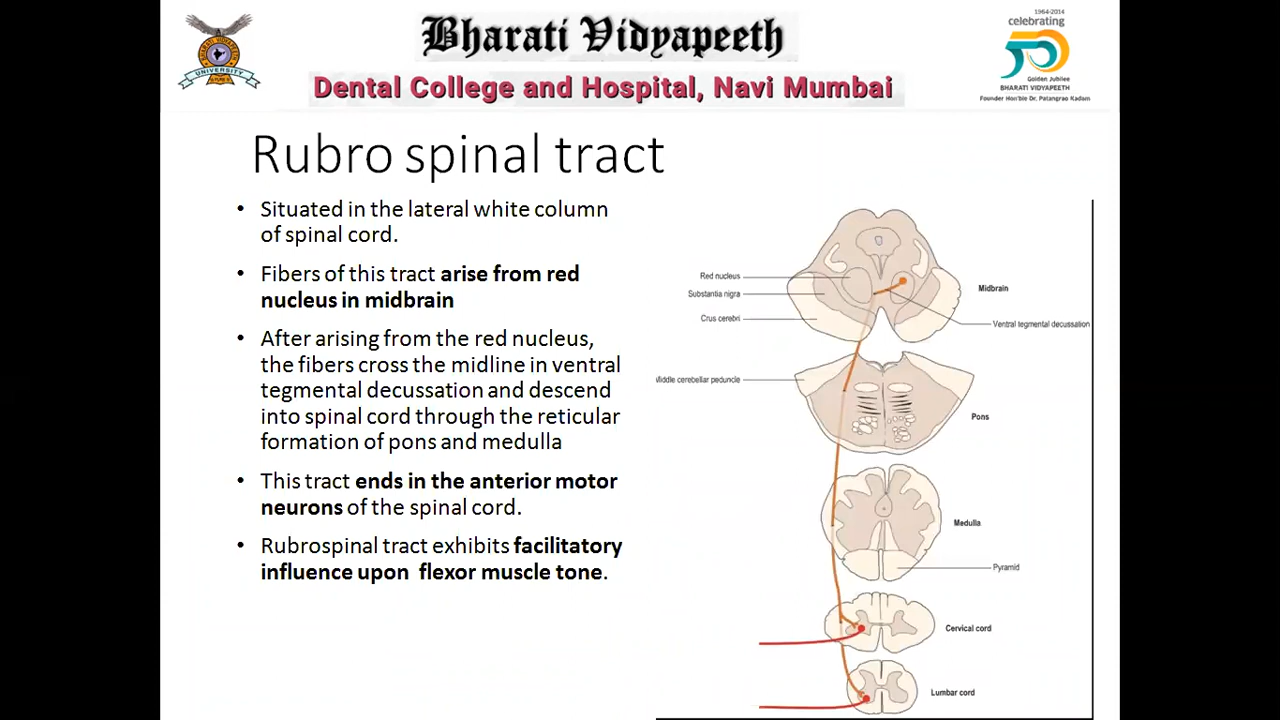 Bharati Vidyapeeth
Dental College and Hospital, Navi Mumbai
1964-2014
celebrating
50
Golden Jubilee
BHARATI VIDYAPEETH
Founder Hon'ble Dr. Patangrao Kadam
Rubro spinal tract
• Situated in the lateral white column
of spinal cord.
• Fibers of this tract arise from red
nucleus in midbrain
• After arising from the red nucleus,
the fibers cross the midline in ventral
tegmental decussation and descend
into spinal cord through the reticular
formation of pons and medulla
• This tract ends in the anterior motor
neurons of the spinal cord.
• Rubrospinal tract exhibits facilitatory
influence upon flexor muscle tone.
Red nucleus
Substantia nigra
Crus cerebri
Midbrain
Ventral tegmental decussation
Middle cerebellar peduncle
Pons
Medulla
Pyramid
Cervical cord
Lumbar cord